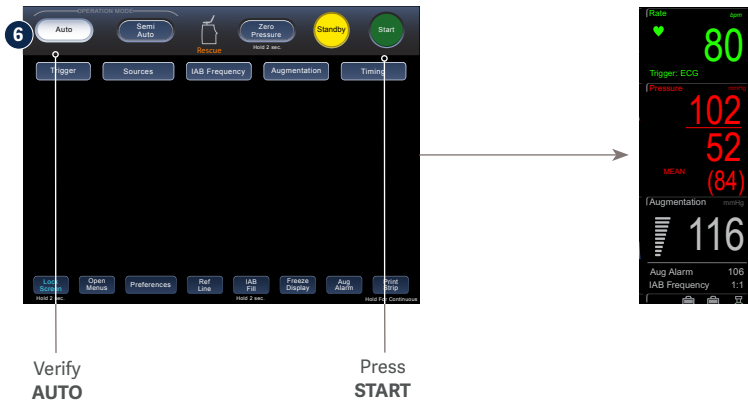 OPERATION MODE
6
Auto
Semi
Auto
Rescue
Zero
Pressure
Hold 2 sec.
Standby
Start
Trigger
Sources
IAB Frequency
Augmentation
Timing
Lock
Screen
Hold 2 sec.
Open
Menus
Preferences
Ref
Line
IAB
Fill
Hold 2 sec.
Freeze
Display
Aug
Alarm
Print
Strip
Hold For Continuous
Verify
AUTO
Press
START
Rate bpm
80
Trigger: ECG
Pressure mmHg
102
52
MEAN (84)
Augmentation mmHg
116
Aug Alarm 106
IAB Frequency 1:1